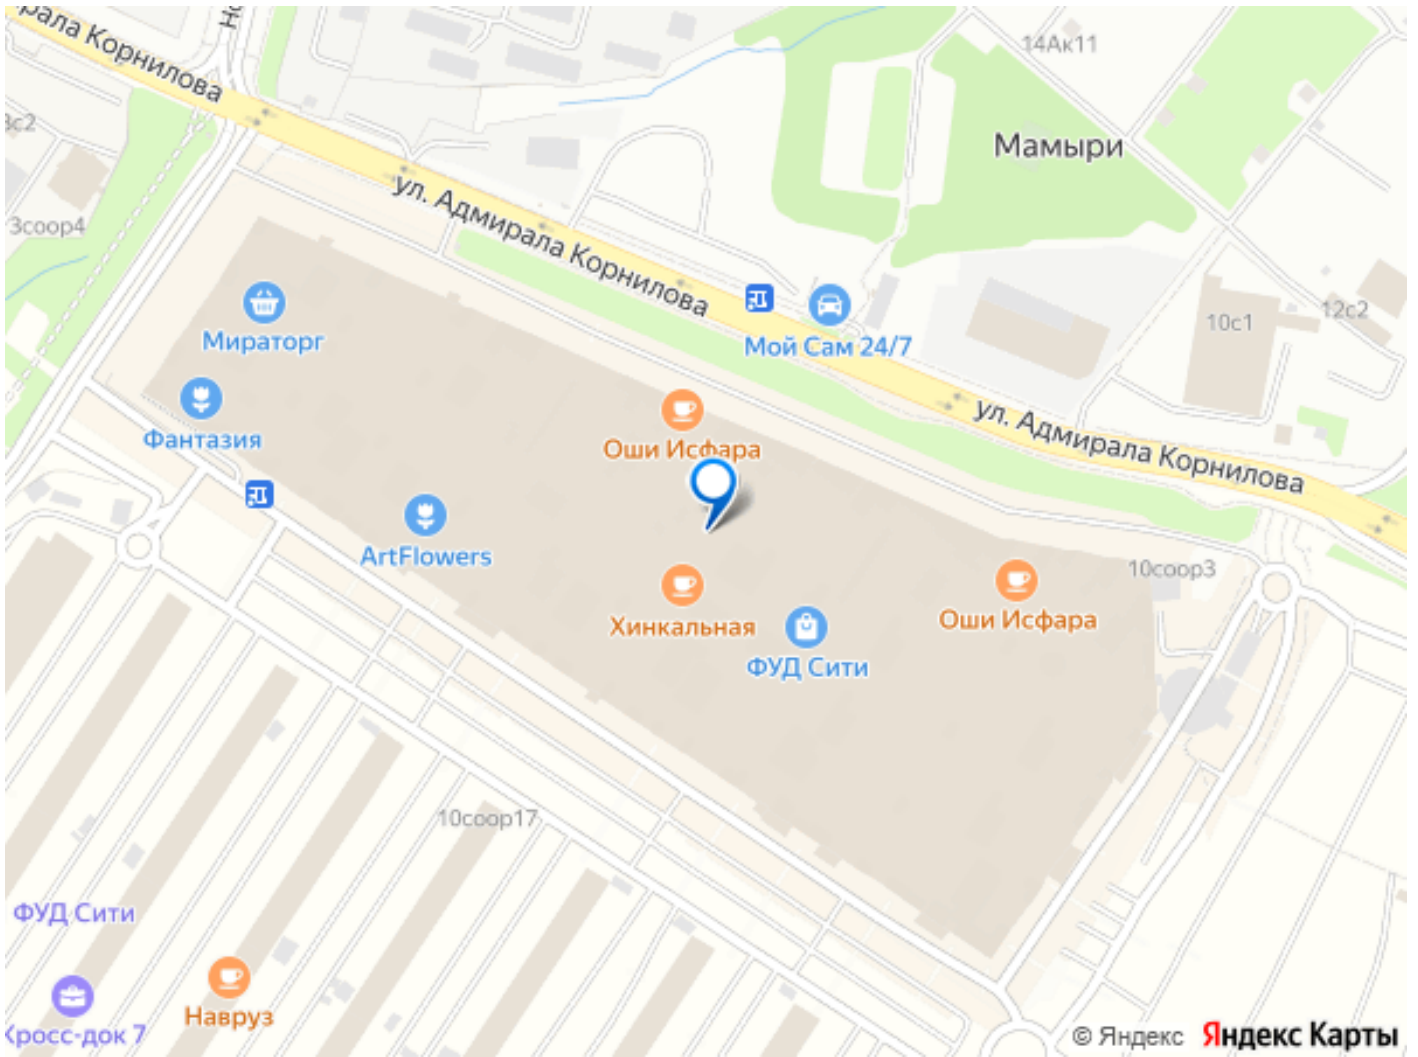 рала Корнилова
14Ак11
Мамыри
ул. Адмирала Корнилова
3соор4
Мираторг
10с1
12с2
Мой Сам 24/7
Фантазия
Оши Исфара
ул. Адмирала Корнилова
ArtFlowers
10соор3
Хинкальная
Оши Исфара
ФУД Сити
10соор17
ФУД Сити
Навруз
Кросс-док 7
© Яндекс Яндекс Карты